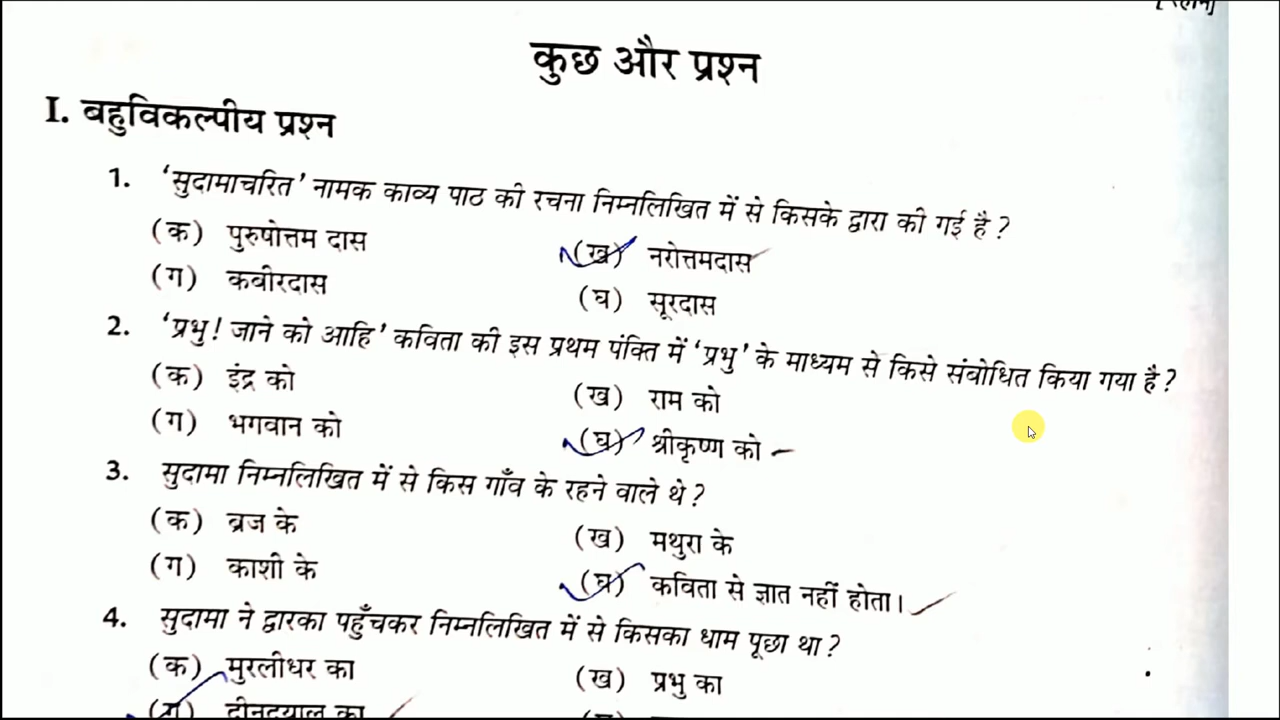 कुछ और प्रश्न
I. बहुविकल्पीय प्रश्न
1. 'सुदामाचरित' नामक काव्य पाठ की रचना निम्नलिखित में से किसके द्वारा की गई है?
(क) पुरुषोत्तम दास (ख) नरोत्तमदास
(ग) कबीरदास (घ) सूरदास
2. 'प्रभु! जाने को आहि' कविता की इस प्रथम पंक्ति में 'प्रभु' के माध्यम से किसे संबोधित किया गया है?
(क) इंद्र को (ख) राम को
(ग) भगवान को (घ) श्रीकृष्ण को
3. सुदामा निम्नलिखित में से किस गाँव के रहने वाले थे?
(क) ब्रज के (ख) मथुरा के
(ग) काशी के (घ) कविता से ज्ञात नहीं होता।
4. सुदामा ने द्वारका पहुँचकर निम्नलिखित में से किसका धाम पूछा था?
(क) मुरलीधर का (ख) प्रभु का
(ग) दीनदयाल का